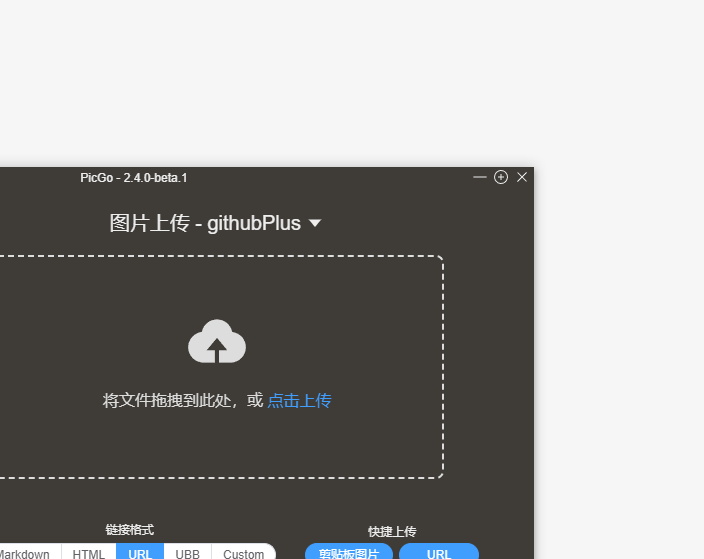 PicGo - 2.4.0-beta.1
图片上传 - githubPlus
将文件拖拽到此处，或 点击上传
链接格式
快捷上传
Markdown HTML URL UBB Custom
剪贴板图片 URL